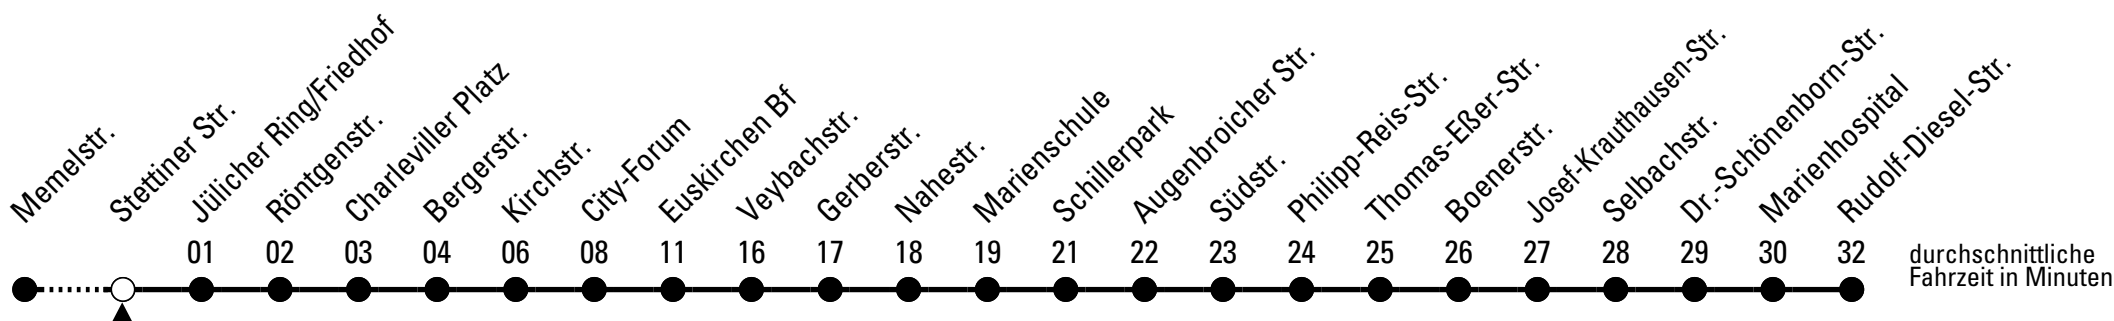 Memelstr.
Stettiner Str.
Jülicher Ring/Friedhof
Röntgenstr.
Charleviller Platz
Bergerstr.
Kirchstr.
City-Forum
Euskirchen Bf
Veybachstr.
Gerberstr.
Nahestr.
Marienschule
Schillerpark
Augenbroicher Str.
Südstr.
Philipp-Reis-Str.
Thomas-Eßer-Str.
Boenerstr.
Josef-Krauthausen-Str.
Selbachstr.
Dr.-Schönenborn-Str.
Marienhospital
Rudolf-Diesel-Str.
01 02 03 04 06 08 11 16 17 18 19 21 22 23 24 25 26 27 28 29 30 32
durchschnittliche
Fahrzeit in Minuten